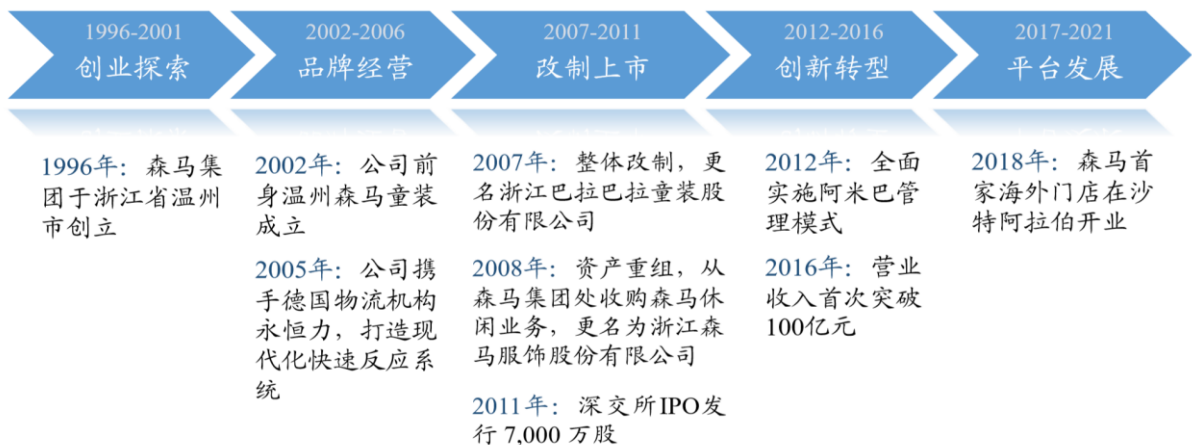 1996-2001
创业探索
2002-2006
品牌经营
2007-2011
改制上市
2012-2016
创新转型
2017-2021
平台发展
1996年：森马集
团于浙江省温州
市创立
2002年：公司前
身温州森马童装
成立
2005年：公司携
手德国物流机构
永恒力，打造现
代化快速反应系
统
2007年：整体改制，更
名浙江巴拉巴拉童装股
份有限公司
2008年：资产重组，从
森马集团处收购森马休
闲业务，更名为浙江森
马服饰股份有限公司
2011年：深交所IPO发
行 7,000 万股
2012年：全面
实施阿米巴管
理模式
2016年：营业
收入首次突破
100亿元
2018年：森马首
家海外门店在沙
特阿拉伯开业